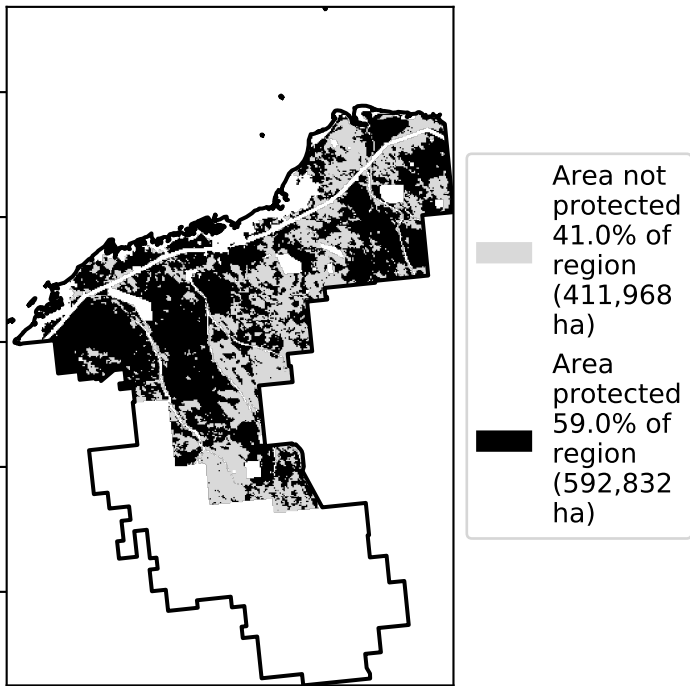 Area not
protected
41.0% of
region
(411,968
ha)
Area
protected
59.0% of
region
(592,832
ha)